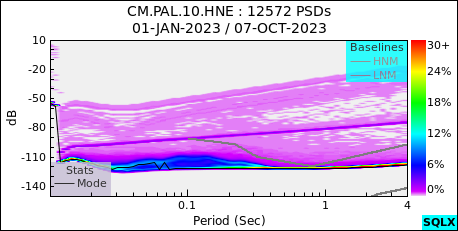 CM.PAL.10.HNE : 12572 PSDs
01-JAN-2023 / 07-OCT-2023
10
-20
-50
-80
-110
-140
dB
Baselines
HNM
LNM
Stats
Mode
30+
24%
18%
12%
6%
0%
0.1
1
4
Period (Sec)
SQLX